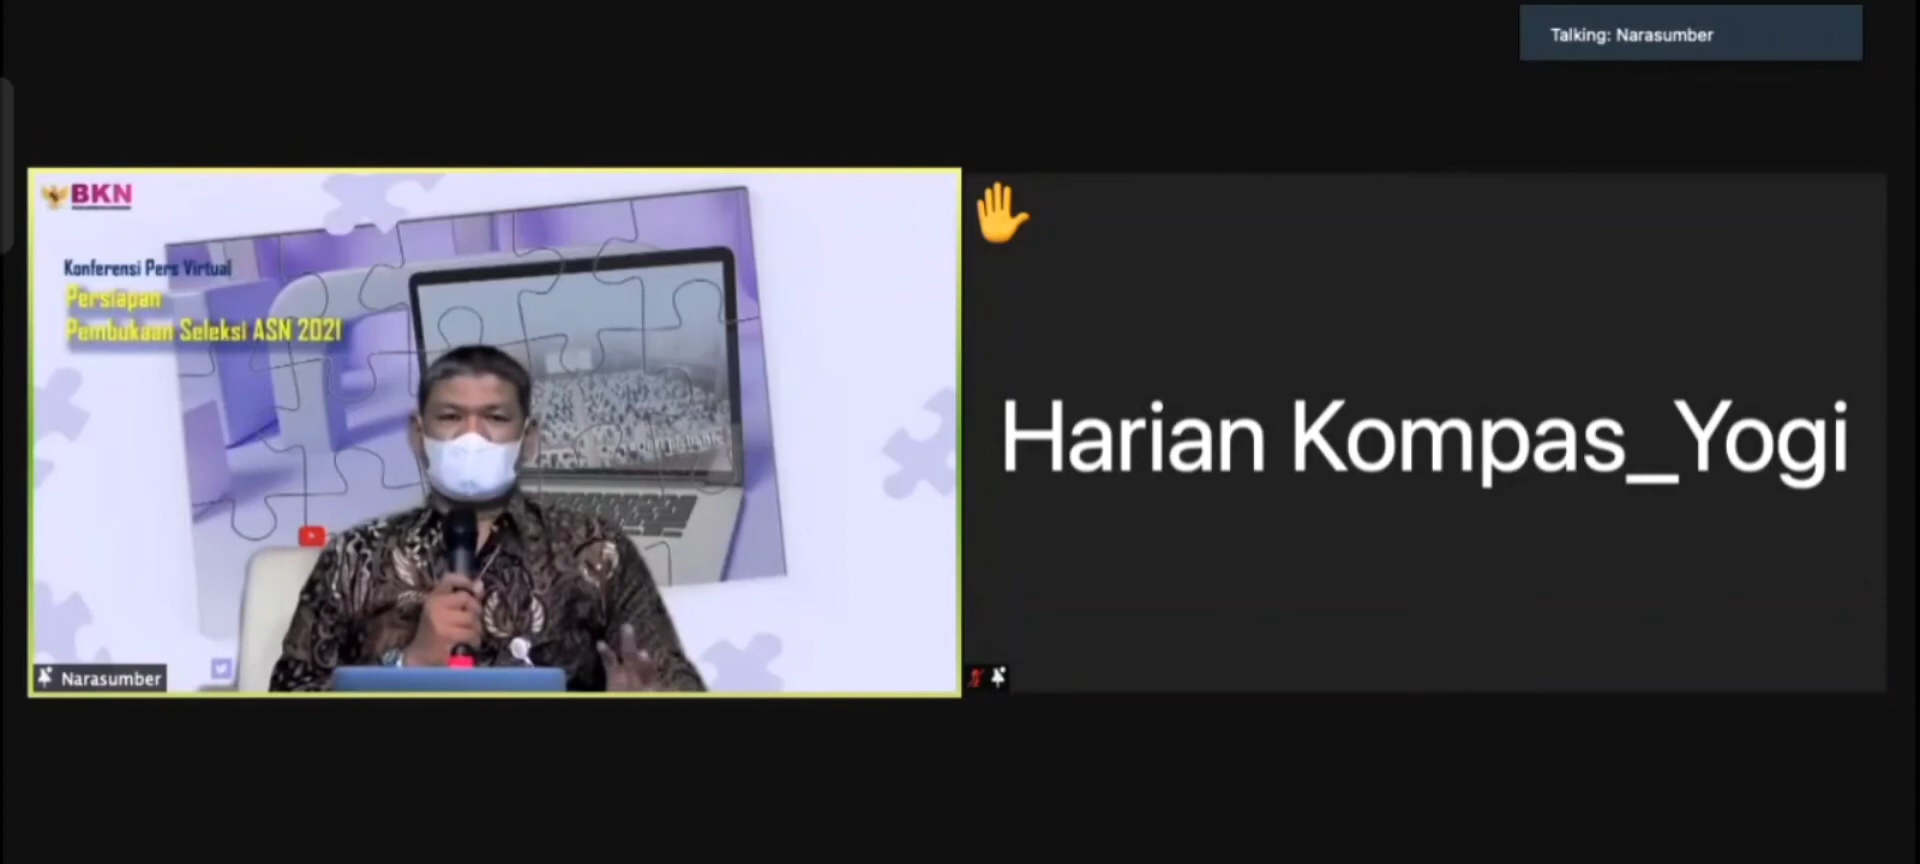 Talking: Narasumber
BKN
Konferensi Pers Virtual
Persiapan
Pembukaan Seleksi ASN 2021
Narasumber
Harian Kompas_Yogi